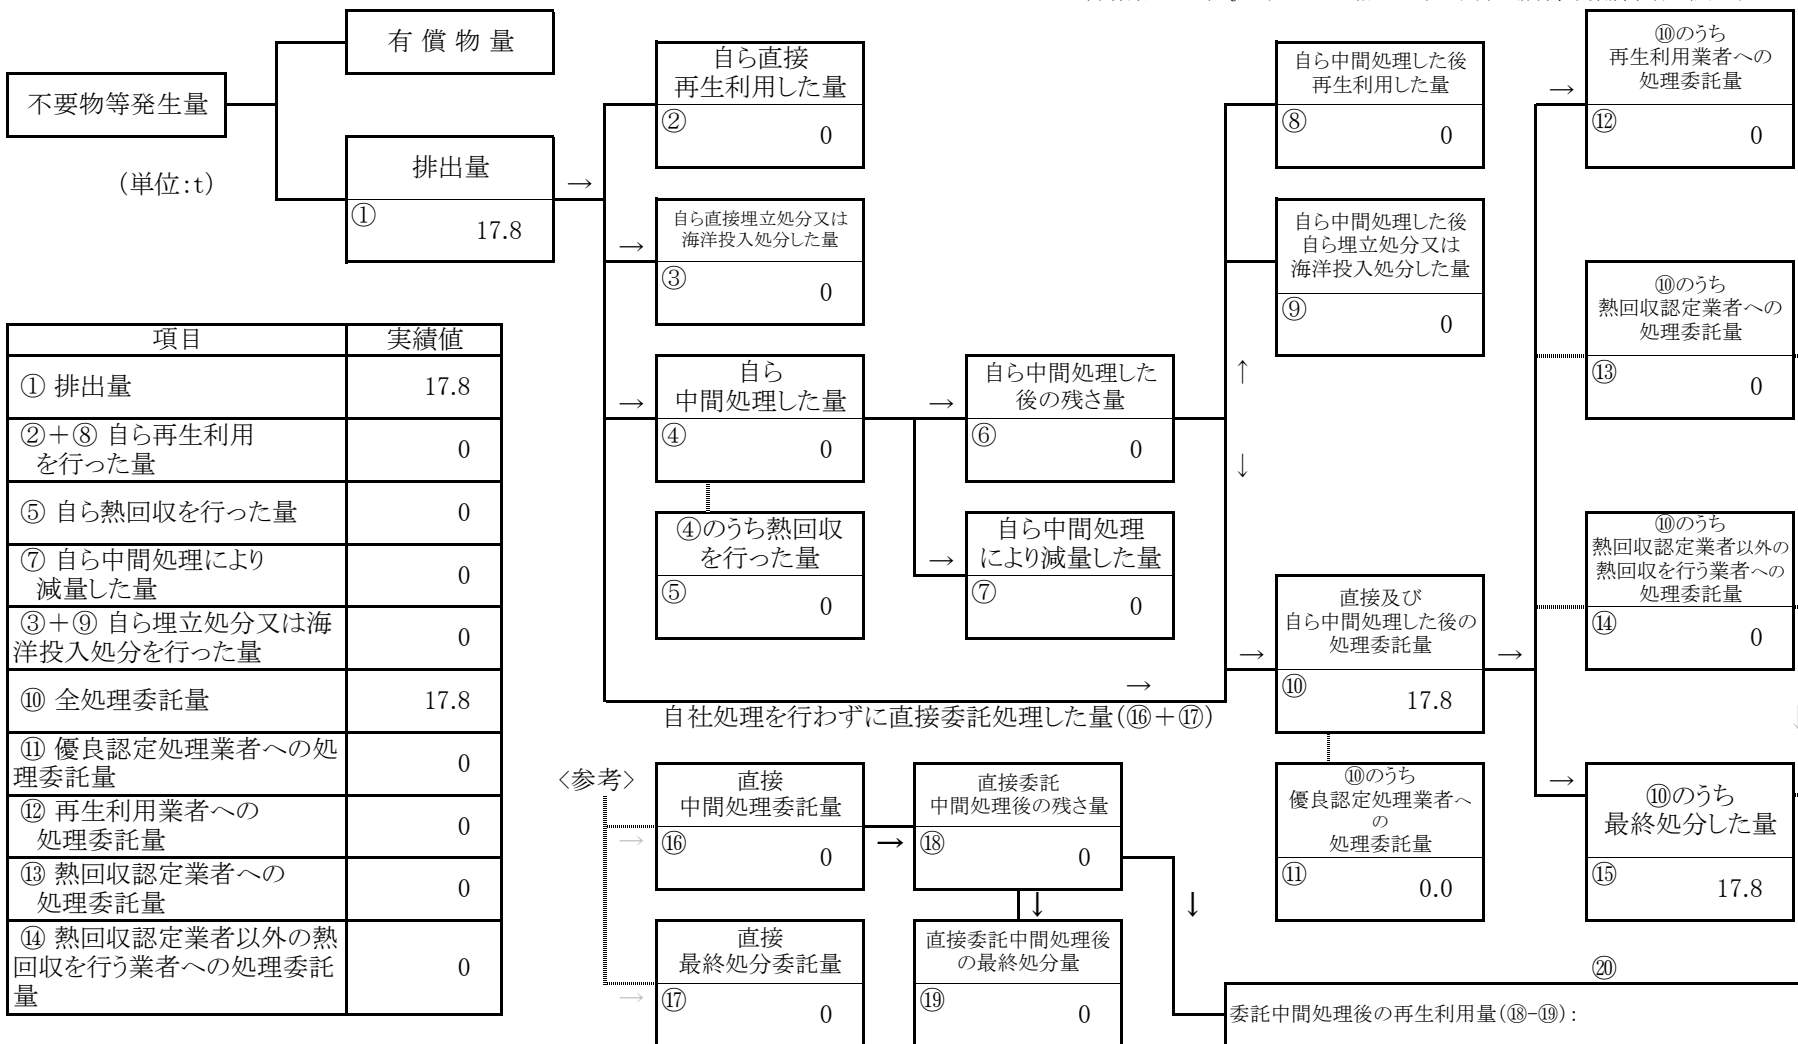 有償物量
不要物等発生量
(単位:t)
排出量
①
17.8
→
自ら直接
再生利用した量
②
0
→
自ら直接埋立処分又は
海洋投入処分した量
③
0
→
自ら
中間処理した量
④
0
④のうち熱回収
を行った量
⑤
0
→
自ら中間処理した
後の残さ量
⑥
0
→
自ら中間処理
により減量した量
⑦
0
自ら中間処理した後
再生利用した量
⑧
0
自ら中間処理した後
自ら埋立処分又は
海洋投入処分した量
⑨
0
↑
↓
→
直接及び
自ら中間処理した後の
処理委託量
⑩
17.8
→
⑩のうち
優良認定処理業者へ
の
処理委託量
⑪
0.0
→
⑩のうち
再生利用業者への
処理委託量
⑫
0
⑩のうち
熱回収認定業者への
処理委託量
⑬
0
⑩のうち
熱回収認定業者以外の
熱回収を行う業者への
処理委託量
⑭
0
→
⑩のうち
最終処分した量
⑮
17.8
→
自社処理を行わずに直接委託処理した量(⑯+⑰)
<参考>
→
直接
中間処理委託量
⑯
0
→
直接委託
中間処理後の残さ量
⑱
0
↓
↓
→
直接
最終処分委託量
⑰
0
直接委託中間処理後
の最終処分量
⑲
0
⑳
委託中間処理後の再生利用量(⑱-⑲):
項目 実績値
① 排出量 17.8
②+⑧ 自ら再生利用
を行った量 0
⑤ 自ら熱回収を行った量 0
⑦ 自ら中間処理により
減量した量 0
③+⑨ 自ら埋立処分又は海
洋投入処分を行った量 0
⑩ 全処理委託量 17.8
⑪ 優良認定処理業者への処
理委託量 0
⑫ 再生利用業者への
処理委託量 0
⑬ 熱回収認定業者への
処理委託量 0
⑭ 熱回収認定業者以外の熱
回収を行う業者への処理委託
量 0